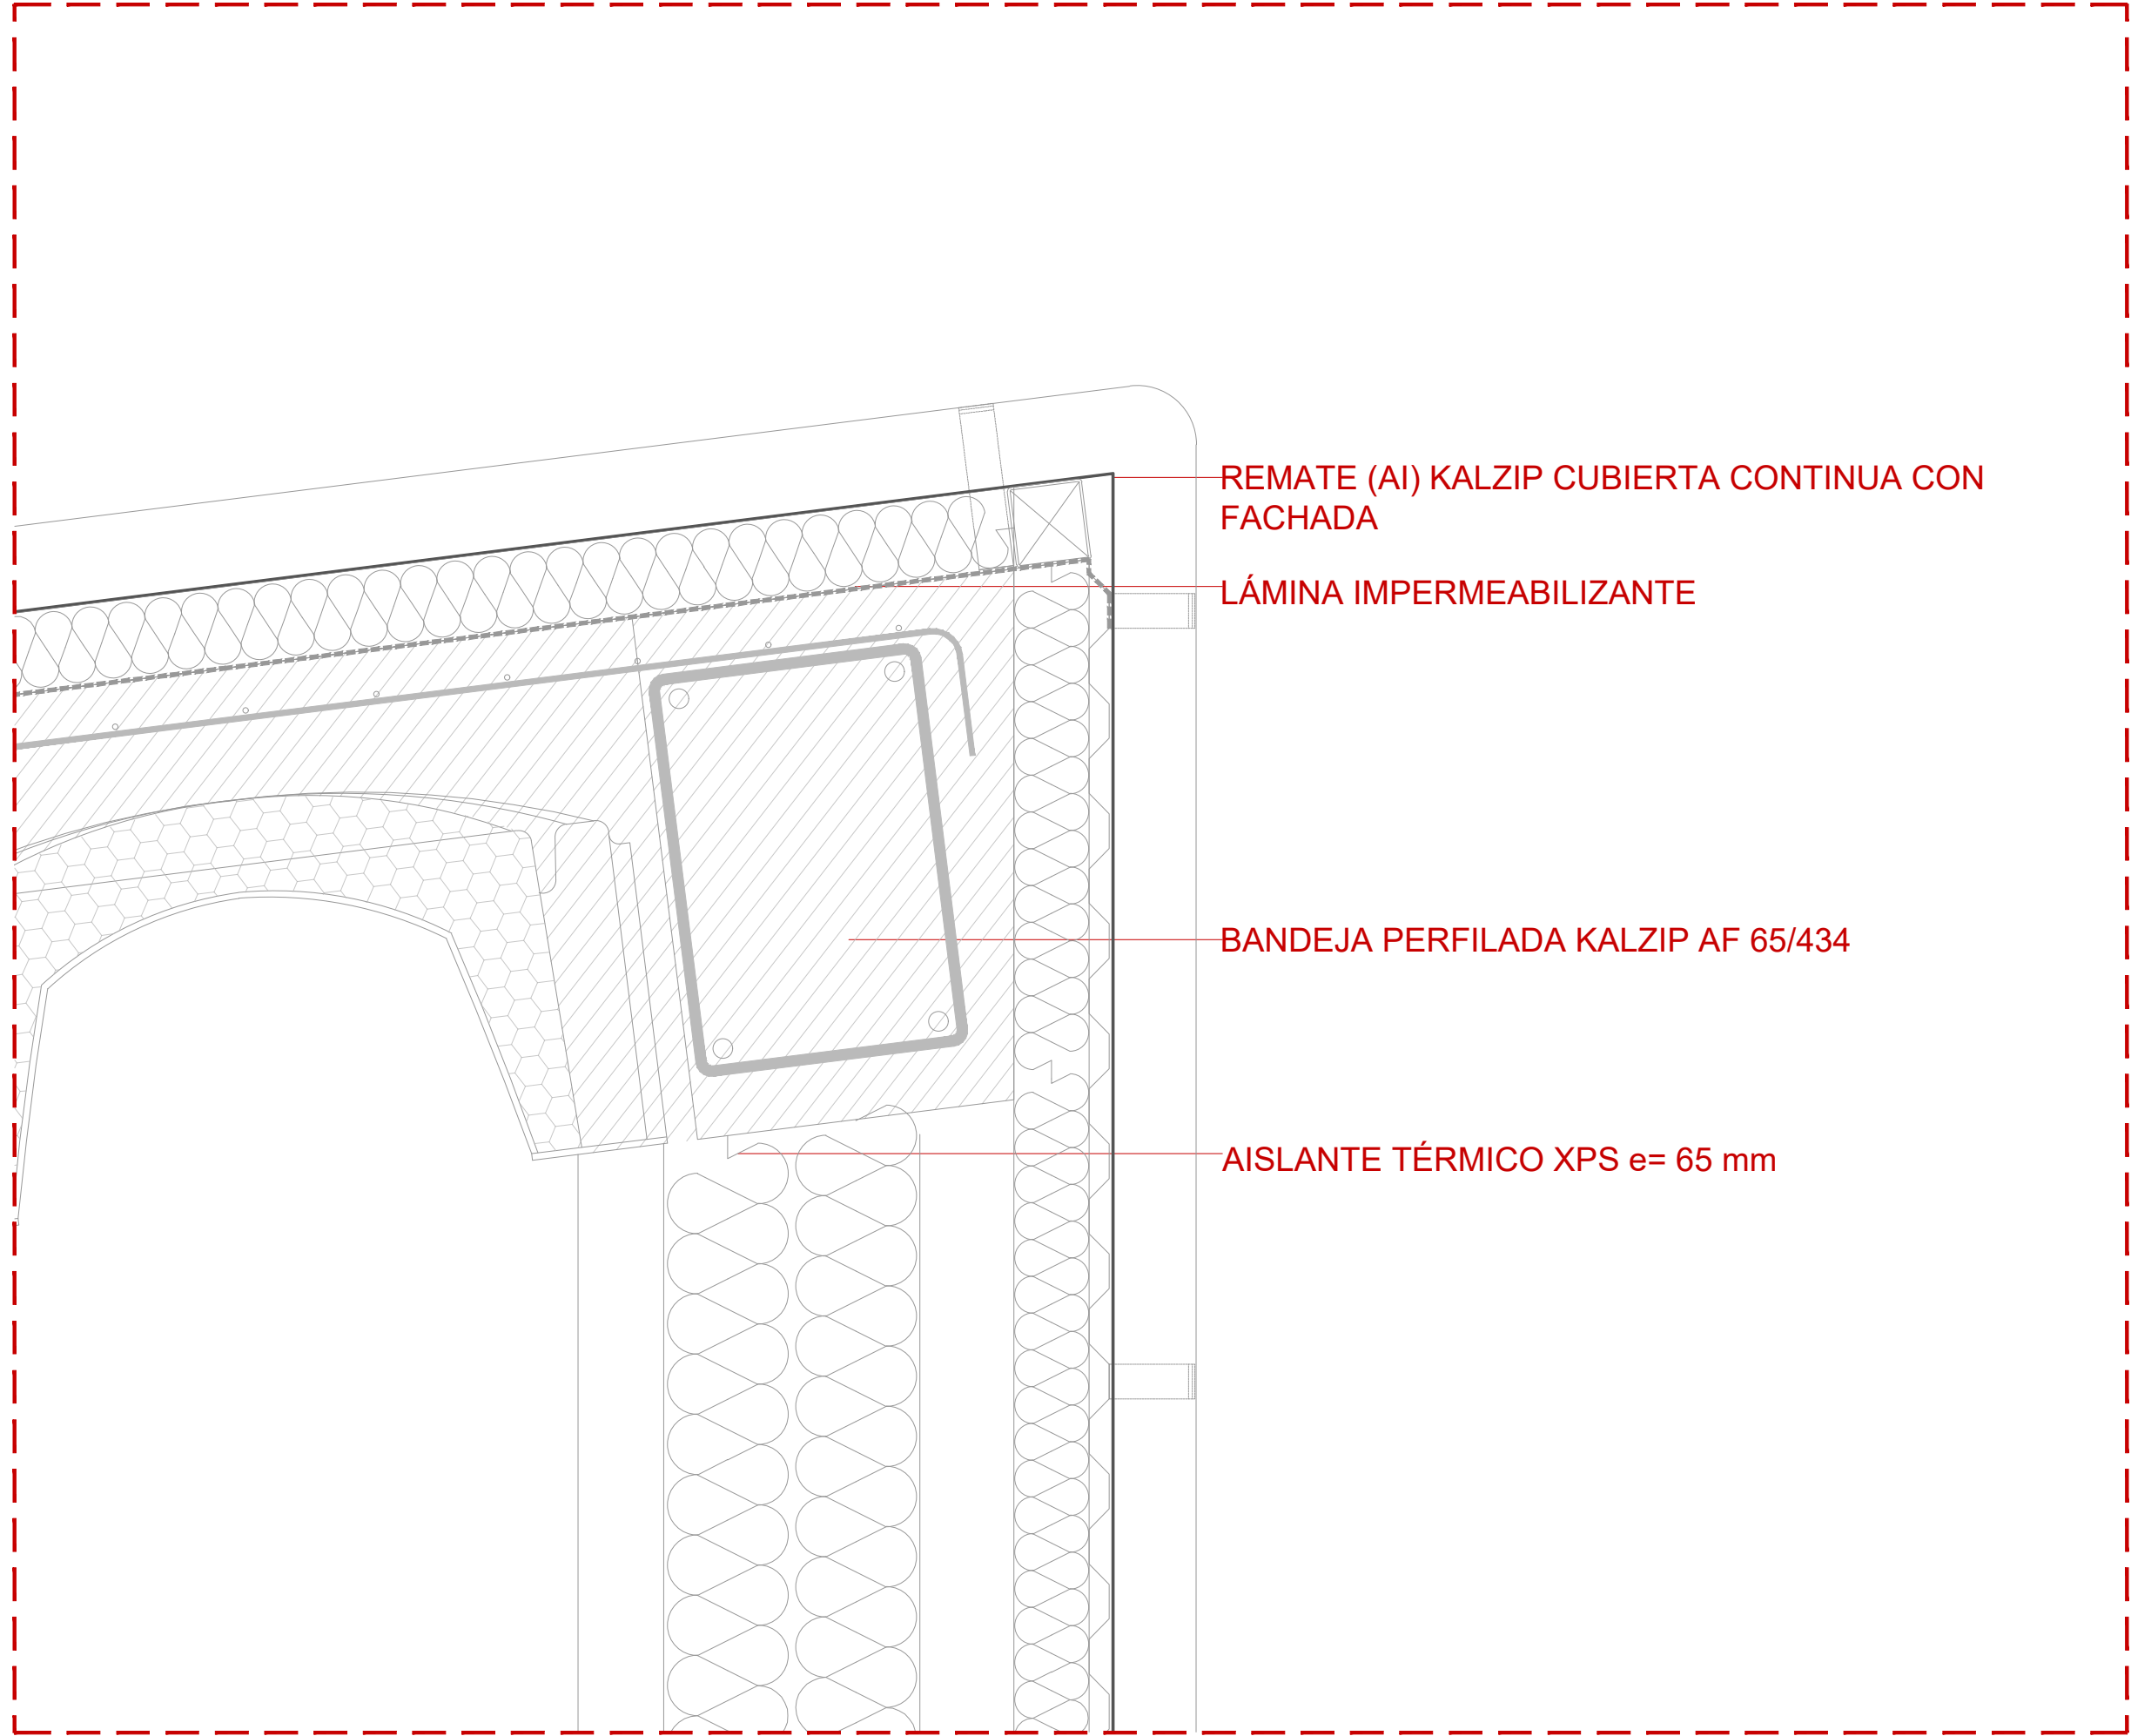 REMATE (AI) KALZIP CUBIERTA CONTINUA CON
FACHADA
LÁMINA IMPERMEABILIZANTE
BANDEJA PERFILADA KALZIP AF 65/434
AISLANTE TÉRMICO XPS e= 65 mm